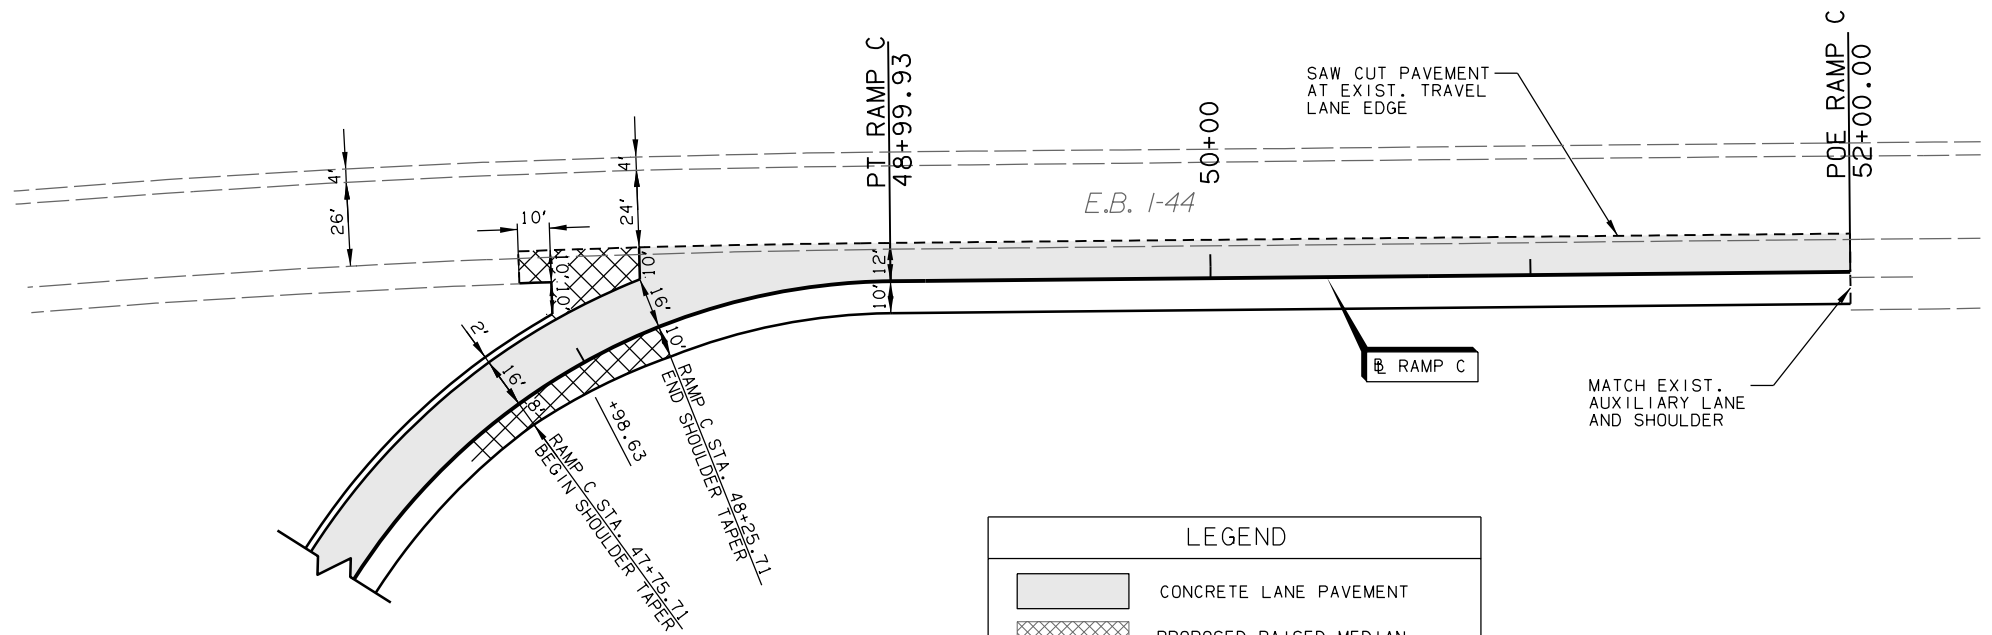 PT RAMP C
48+99.93
50+00
POE RAMP C
52+00.00
SAW CUT PAVEMENT
AT EXIST. TRAVEL
LANE EDGE
E.B. I-44
4'
26'
4'
24'
10'
10'
10'
10'
12'
10'
2'
16'
8'
16'
10'
+98.63
RAMP C STA. 48+25.71
END SHOULDER TAPER
RAMP C STA. 47+75.71
BEGIN SHOULDER TAPER
RAMP C
MATCH EXIST.
AUXILIARY LANE
AND SHOULDER
LEGEND
CONCRETE LANE PAVEMENT
PROPOSED RAISED MEDIAN